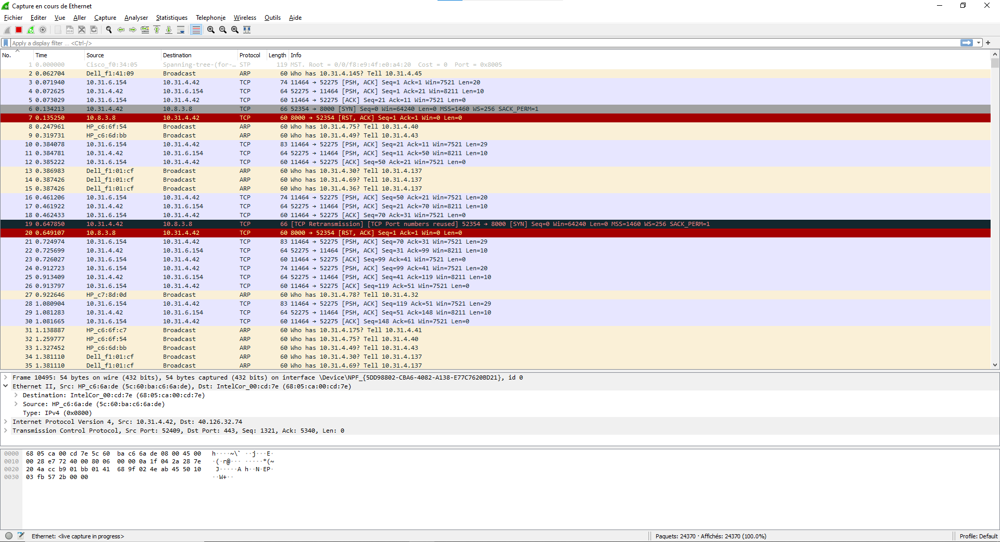 Capture en cours de Ethernet
Fichier Editer Vue Aller Capture Analyser Statistiques Telephonie Wireless Outils Aide
Apply a display filter ... <Ctrl-/>
No. Time Source Destination Protocol Length Info
1 0.000000 Cisco_f0:34:05 Spanning-tree-(for-… STP 119 MST. Root = 0/0/f8:e9:4f:e0:a4:20 Cost = 0 Port = 0x8005
2 0.062704 Dell_f1:41:09 Broadcast ARP 60 Who has 10.31.4.145? Tell 10.31.4.45
3 0.071940 10.31.6.154 10.31.4.42 TCP 74 11464 → 52275 [PSH, ACK] Seq=1 Ack=1 Win=7521 Len=20
4 0.072625 10.31.4.42 10.31.6.154 TCP 64 52275 → 11464 [PSH, ACK] Seq=1 Ack=21 Win=8211 Len=10
5 0.073029 10.31.6.154 10.31.4.42 TCP 60 11464 → 52275 [ACK] Seq=21 Ack=11 Win=7521 Len=0
6 0.134213 10.31.4.42 10.8.3.8 TCP 66 52354 → 8000 [SYN] Seq=0 Win=64240 Len=0 MSS=1460 WS=256 SACK_PERM=1
7 0.135250 10.8.3.8 10.31.4.42 TCP 60 8000 → 52354 [RST, ACK] Seq=1 Ack=1 Win=0 Len=0
8 0.247961 HP_c6:6f:54 Broadcast ARP 60 Who has 10.31.4.75? Tell 10.31.4.40
9 0.319731 HP_c6:6d:bb Broadcast ARP 60 Who has 10.31.4.49? Tell 10.31.4.43
10 0.384078 10.31.6.154 10.31.4.42 TCP 83 11464 → 52275 [PSH, ACK] Seq=21 Ack=11 Win=7521 Len=29
11 0.384781 10.31.4.42 10.31.6.154 TCP 64 52275 → 11464 [PSH, ACK] Seq=11 Ack=50 Win=8211 Len=10
12 0.385222 10.31.6.154 10.31.4.42 TCP 60 11464 → 52275 [ACK] Seq=50 Ack=21 Win=7521 Len=0
13 0.386983 Dell_f1:01:cf Broadcast ARP 60 Who has 10.31.4.30? Tell 10.31.4.137
14 0.387426 Dell_f1:01:cf Broadcast ARP 60 Who has 10.31.4.69? Tell 10.31.4.137
15 0.387426 Dell_f1:01:cf Broadcast ARP 60 Who has 10.31.4.36? Tell 10.31.4.137
16 0.461206 10.31.6.154 10.31.4.42 TCP 74 11464 → 52275 [PSH, ACK] Seq=50 Ack=21 Win=7521 Len=20
17 0.461922 10.31.4.42 10.31.6.154 TCP 64 52275 → 11464 [PSH, ACK] Seq=21 Ack=70 Win=8211 Len=10
18 0.462433 10.31.6.154 10.31.4.42 TCP 60 11464 → 52275 [ACK] Seq=70 Ack=31 Win=7521 Len=0
19 0.647850 10.31.4.42 10.8.3.8 TCP 66 [TCP Retransmission] [TCP Port numbers reused] 52354 → 8000 [SYN] Seq=0 Win=64240 Len=0 MSS=1460 WS=256 SACK_PERM=1
20 0.649107 10.8.3.8 10.31.4.42 TCP 60 8000 → 52354 [RST, ACK] Seq=1 Ack=1 Win=0 Len=0
21 0.724974 10.31.6.154 10.31.4.42 TCP 83 11464 → 52275 [PSH, ACK] Seq=70 Ack=31 Win=7521 Len=29
22 0.725699 10.31.4.42 10.31.6.154 TCP 64 52275 → 11464 [PSH, ACK] Seq=31 Ack=99 Win=8211 Len=10
23 0.726027 10.31.6.154 10.31.4.42 TCP 60 11464 → 52275 [ACK] Seq=99 Ack=41 Win=7521 Len=0
24 0.912723 10.31.6.154 10.31.4.42 TCP 74 11464 → 52275 [PSH, ACK] Seq=99 Ack=41 Win=7521 Len=20
25 0.913409 10.31.4.42 10.31.6.154 TCP 64 52275 → 11464 [PSH, ACK] Seq=41 Ack=119 Win=8211 Len=10
26 0.913797 10.31.6.154 10.31.4.42 TCP 60 11464 → 52275 [ACK] Seq=119 Ack=51 Win=7521 Len=0
27 0.922646 HP_c7:8d:0d Broadcast ARP 60 Who has 10.31.4.78? Tell 10.31.4.32
28 1.080904 10.31.6.154 10.31.4.42 TCP 83 11464 → 52275 [PSH, ACK] Seq=119 Ack=51 Win=7521 Len=29
29 1.081283 10.31.4.42 10.31.6.154 TCP 64 52275 → 11464 [PSH, ACK] Seq=51 Ack=148 Win=8211 Len=10
30 1.081665 10.31.6.154 10.31.4.42 TCP 60 11464 → 52275 [ACK] Seq=148 Ack=61 Win=7521 Len=0
31 1.138887 HP_c6:6f:c7 Broadcast ARP 60 Who has 10.31.4.175? Tell 10.31.4.41
32 1.259777 HP_c6:6f:54 Broadcast ARP 60 Who has 10.31.4.75? Tell 10.31.4.40
33 1.327452 HP_c6:6d:bb Broadcast ARP 60 Who has 10.31.4.49? Tell 10.31.4.43
34 1.381110 Dell_f1:01:cf Broadcast ARP 60 Who has 10.31.4.30? Tell 10.31.4.137
35 1.381110 Dell_f1:01:cf Broadcast ARP 60 Who has 10.31.4.69? Tell 10.31.4.137
Frame 10495: 54 bytes on wire (432 bits), 54 bytes captured (432 bits) on interface \Device\NPF_{5DD98802-CBA6-4082-A138-E77C7620BD21}, id 0
Ethernet II, Src: HP_c6:6a:de (5c:60:ba:c6:6a:de), Dst: IntelCor_00:cd:7e (68:05:ca:00:cd:7e)
Destination: IntelCor_00:cd:7e (68:05:ca:00:cd:7e)
Source: HP_c6:6a:de (5c:60:ba:c6:6a:de)
Type: IPv4 (0x0800)
Internet Protocol Version 4, Src: 10.31.4.42, Dst: 40.126.32.74
Transmission Control Protocol, Src Port: 52409, Dst Port: 443, Seq: 1321, Ack: 5340, Len: 0
0000 68 05 ca 00 cd 7e 5c 60 ba c6 6a de 08 00 45 00 h····~\` ··j···E·
0010 00 28 e7 72 40 00 80 06 00 00 0a 1f 04 2a 28 7e ·(·r@··· ·····*(~
0020 20 4a cc b9 01 bb 01 41 68 9f 02 4e ab 45 50 10 J·····A h··N·EP·
0030 03 fb 57 2b 00 00 ··W+··
Ethernet: <live capture in progress>
Paquets: 24370 · Affichés: 24370 (100.0%)
Profile: Default